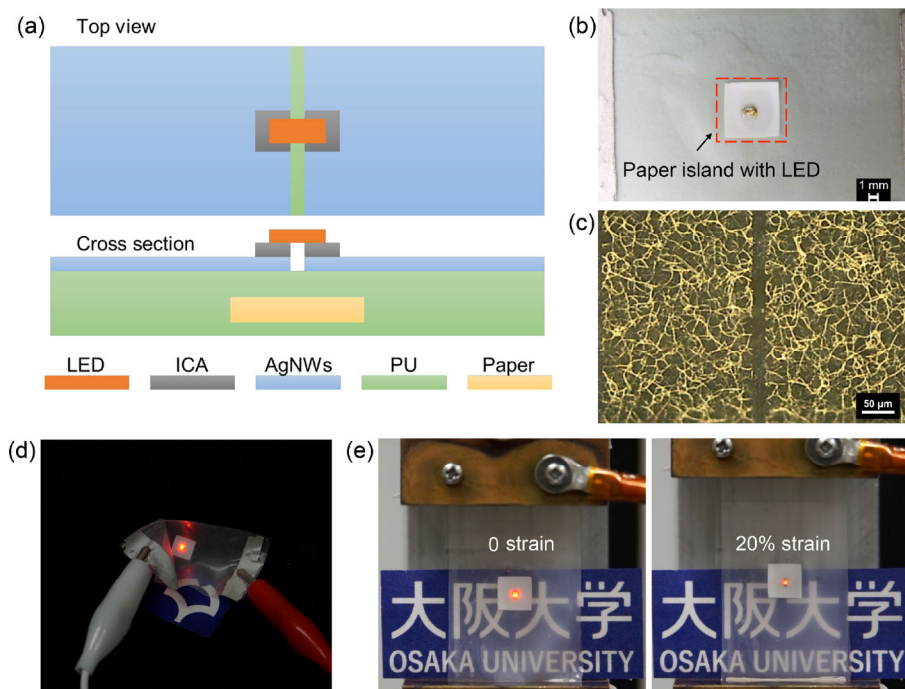 (a)
Top view
Cross section
LED
ICA
AgNWs
PU
Paper
(b)
Paper island with LED
1 mm
(c)
50 µm
(d)
(e)
0 strain
大阪大学
OSAKA UNIVERSITY
20% strain
大阪大学
OSAKA UNIVERSITY